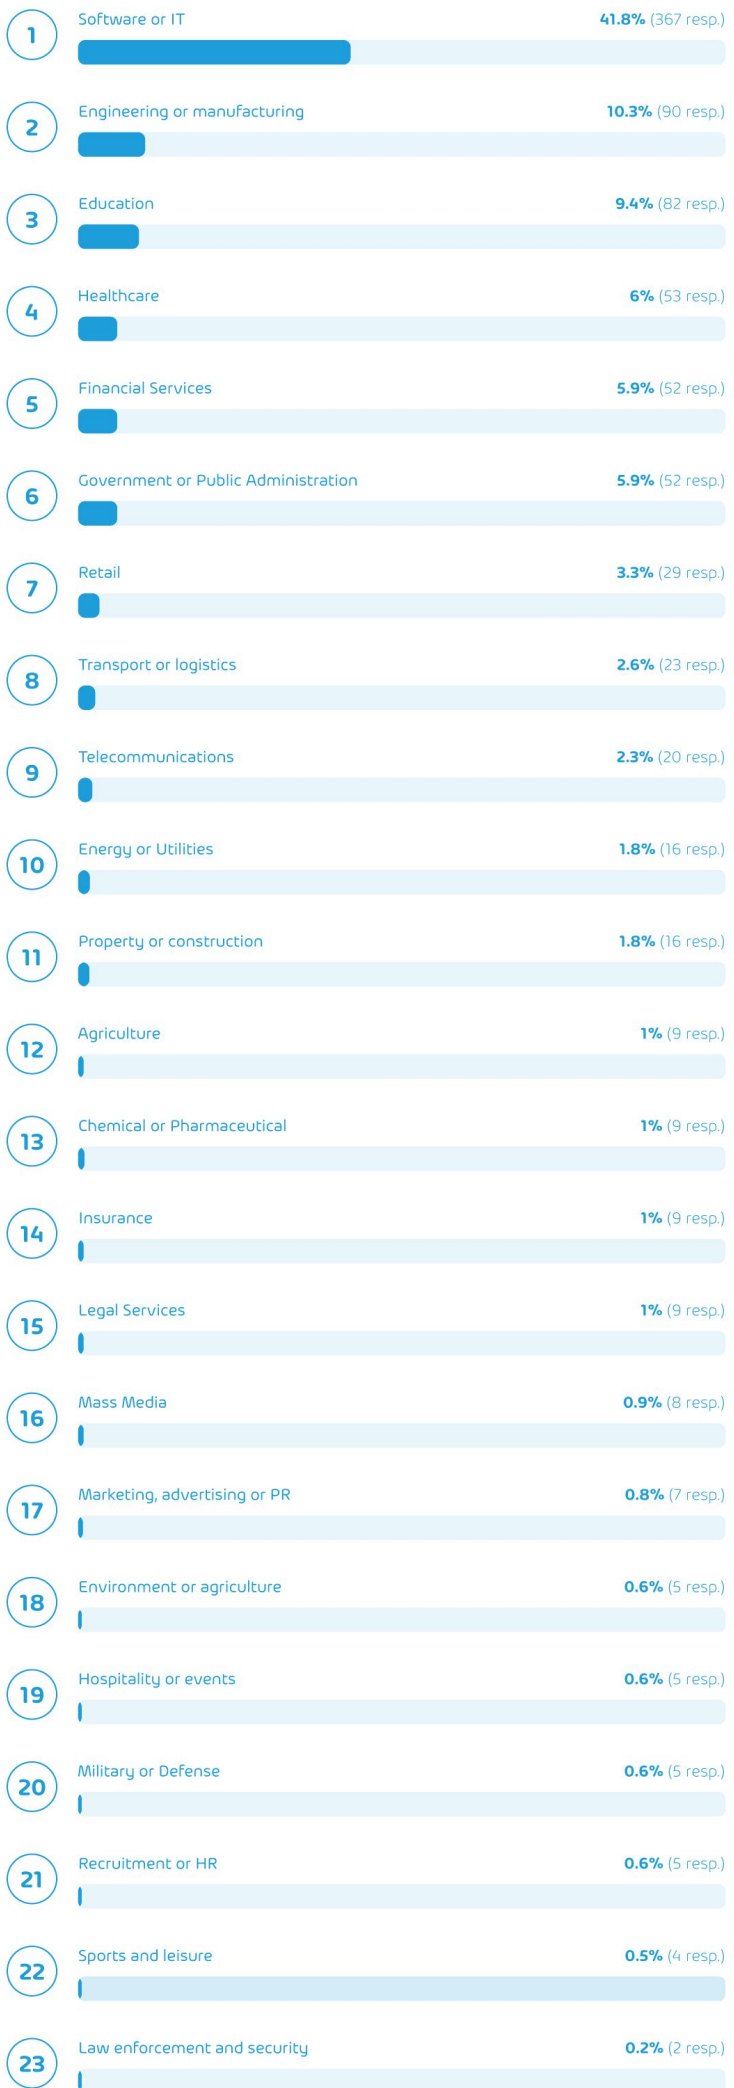 1
Software or IT 41.8% (367 resp.)
2
Engineering or manufacturing 10.3% (90 resp.)
3
Education 9.4% (82 resp.)
4
Healthcare 6% (53 resp.)
5
Financial Services 5.9% (52 resp.)
6
Government or Public Administration 5.9% (52 resp.)
7
Retail 3.3% (29 resp.)
8
Transport or logistics 2.6% (23 resp.)
9
Telecommunications 2.3% (20 resp.)
10
Energy or Utilities 1.8% (16 resp.)
11
Property or construction 1.8% (16 resp.)
12
Agriculture 1% (9 resp.)
13
Chemical or Pharmaceutical 1% (9 resp.)
14
Insurance 1% (9 resp.)
15
Legal Services 1% (9 resp.)
16
Mass Media 0.9% (8 resp.)
17
Marketing, advertising or PR 0.8% (7 resp.)
18
Environment or agriculture 0.6% (5 resp.)
19
Hospitality or events 0.6% (5 resp.)
20
Military or Defense 0.6% (5 resp.)
21
Recruitment or HR 0.6% (5 resp.)
22
Sports and leisure 0.5% (4 resp.)
23
Law enforcement and security 0.2% (2 resp.)